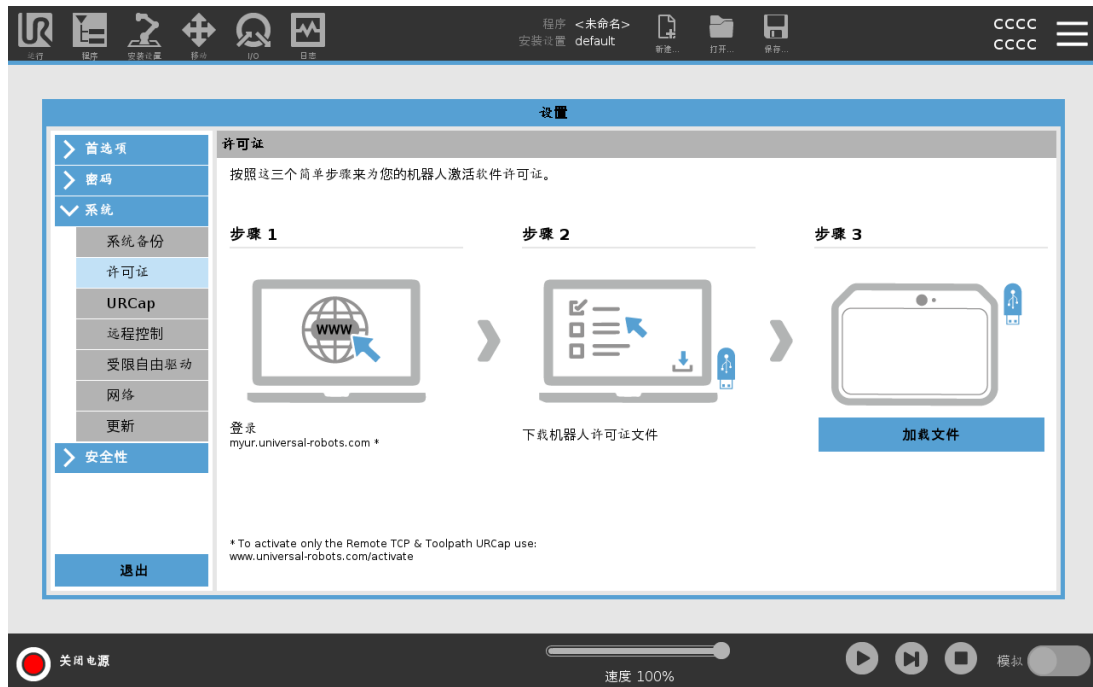 程序 <未命名>
安装设置 default
cccc
cccc
运行 程序 安装设置 移动 I/O 日志 新建... 打开... 保存...
设置
首选项
密码
系统
系统备份
许可证
URCap
远程控制
受限自由驱动
网络
更新
安全性
退出
许可证
按照这三个简单步骤来为您的机器人激活软件许可证。
步骤 1
WWW
登录
myur.universal-robots.com *
步骤 2
下载机器人许可证文件
步骤 3
加载文件
* To activate only the Remote TCP & Toolpath URCap use:
www.universal-robots.com/activate
关闭电源
速度 100%
模拟